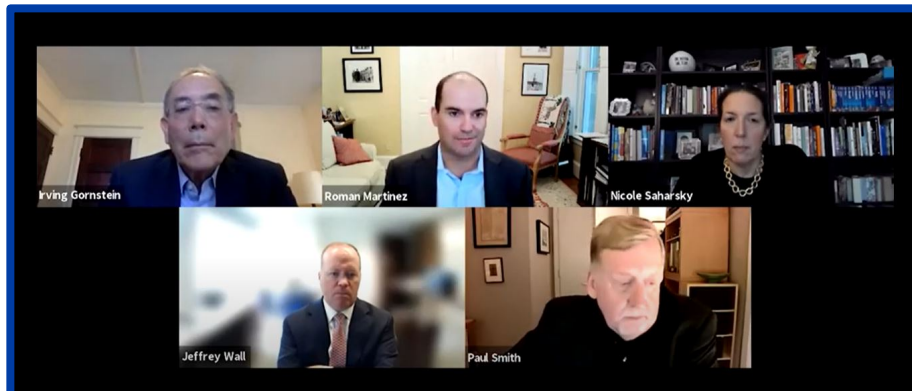 Irving Gornstein
Roman Martinez
Nicole Saharsky
Jeffrey Wall
Paul Smith